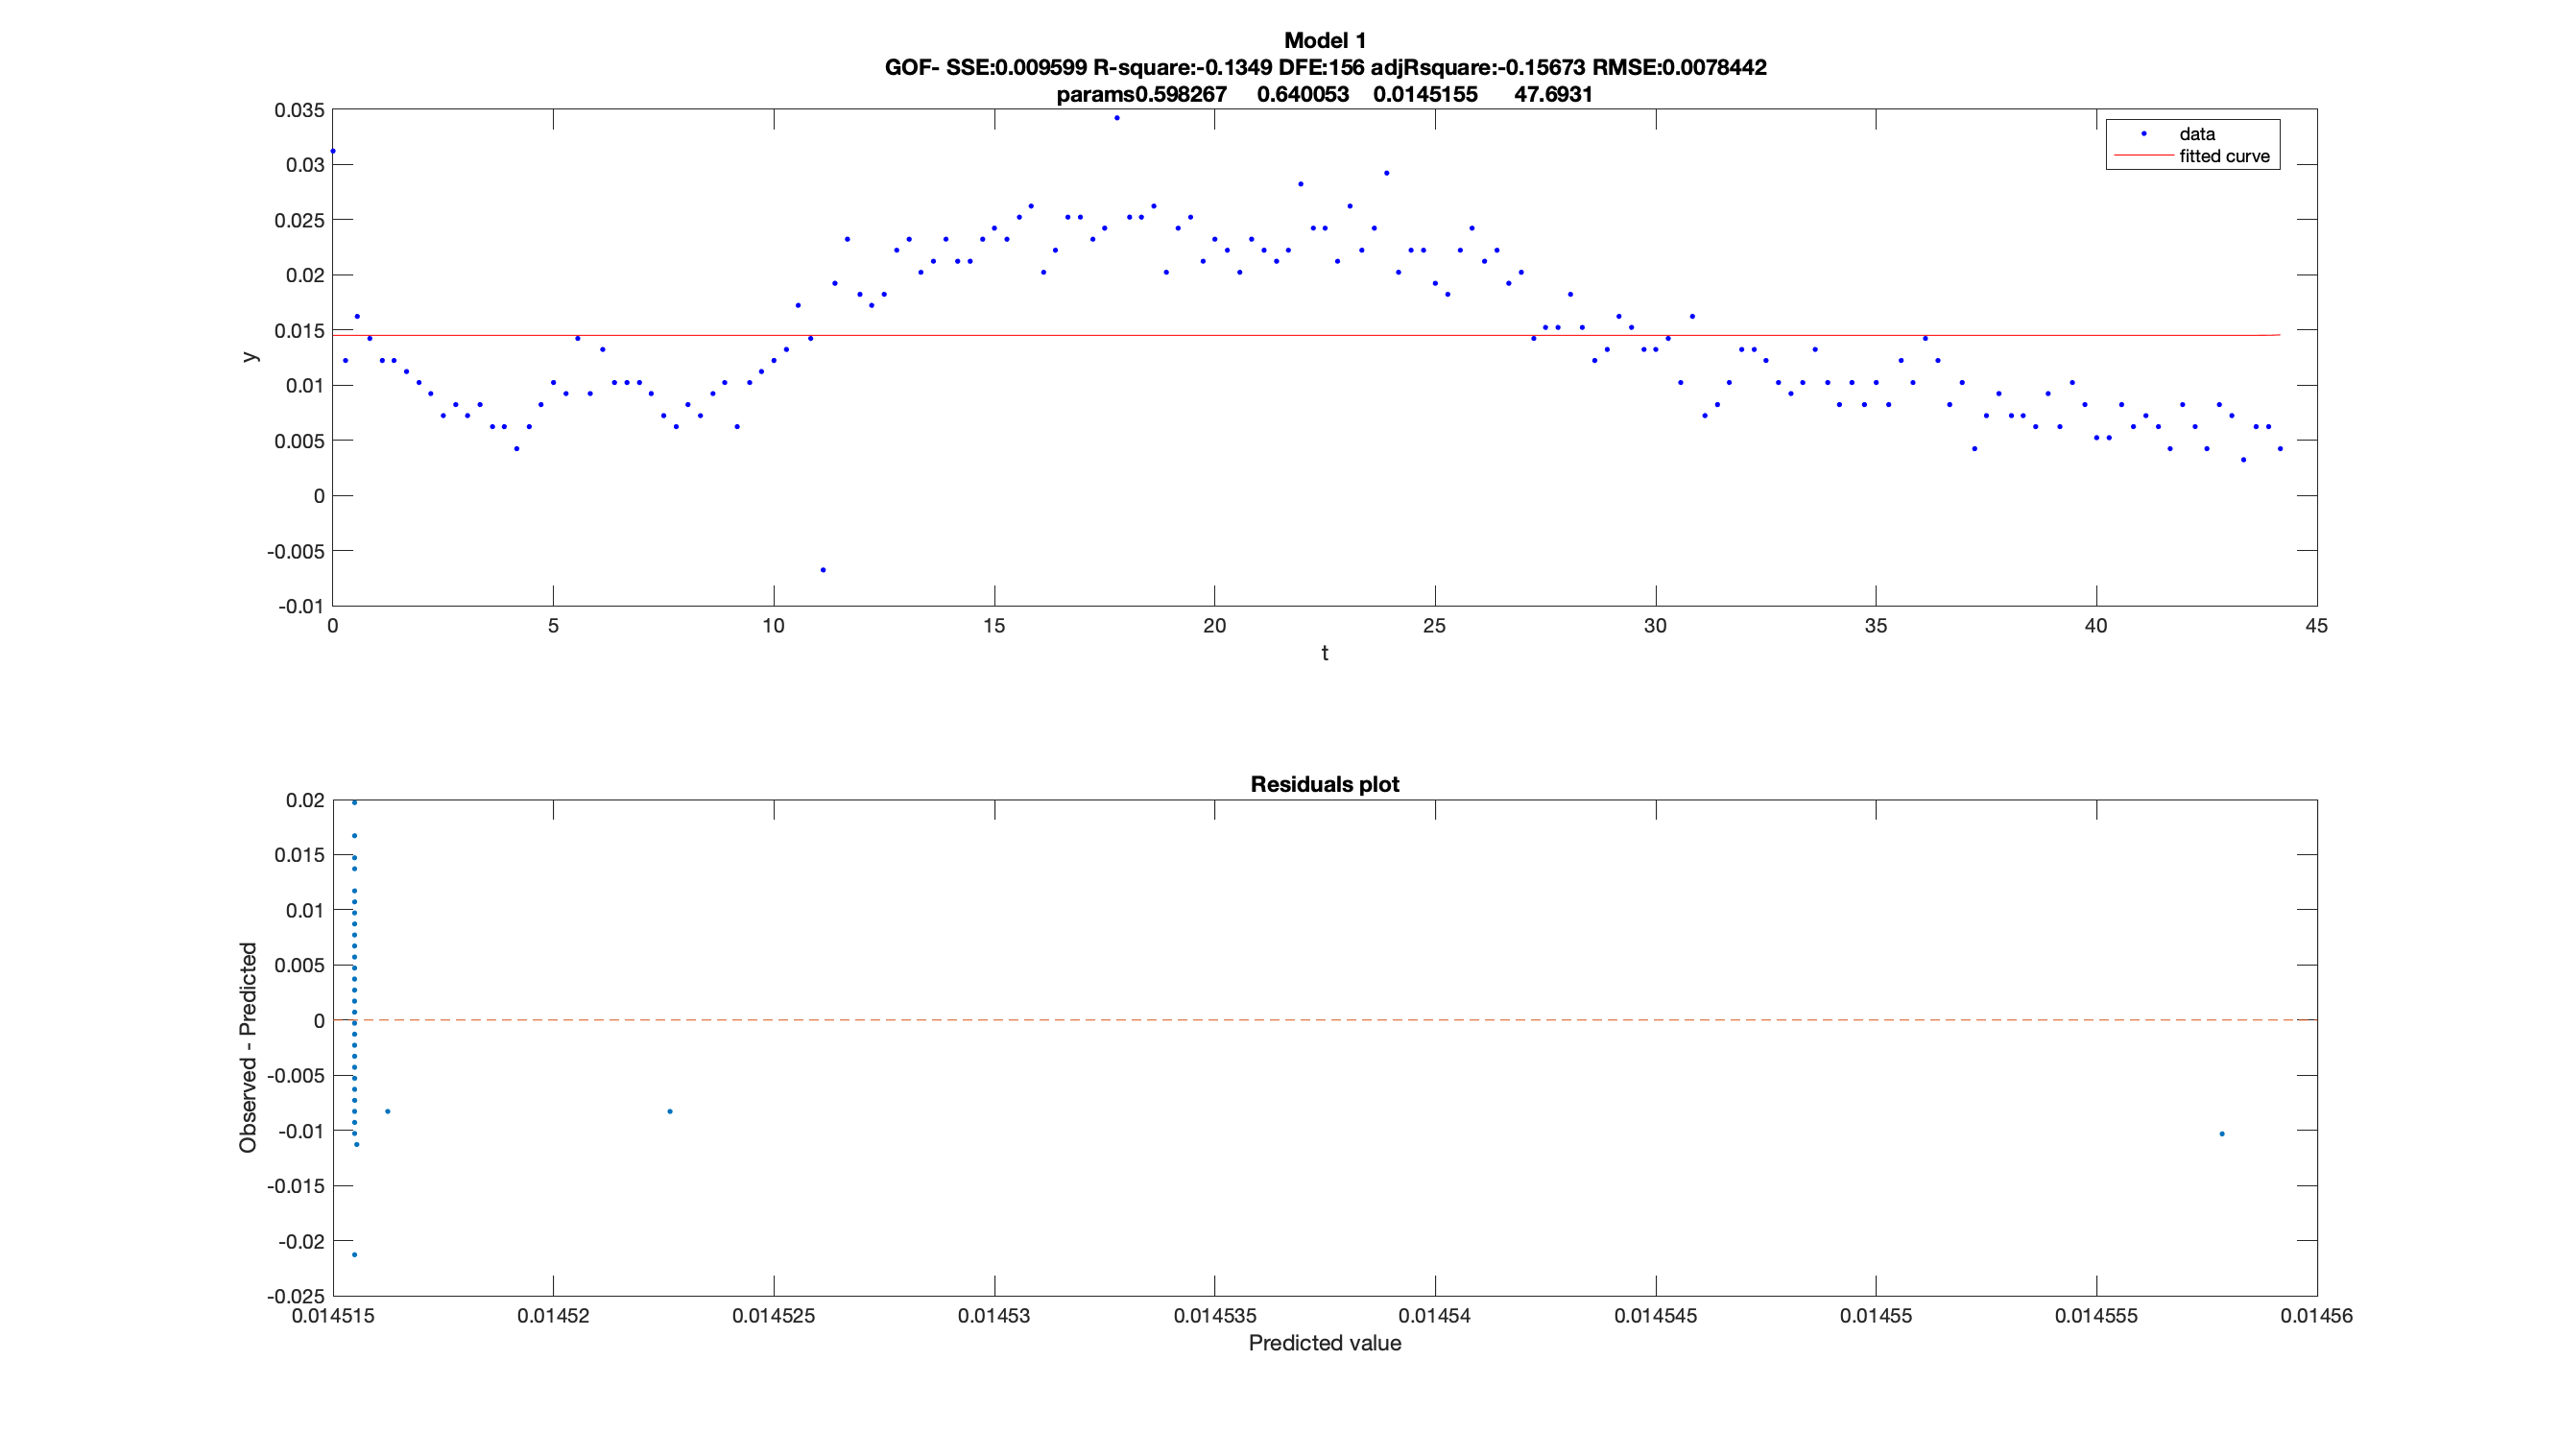 Model 1
GOF- SSE:0.009599 R-square:-0.1349 DFE:156 adjRsquare:-0.15673 RMSE:0.0078442
params0.598267 0.640053 0.0145155 47.6931
0.035
0.03
0.025
0.02
0.015
0.01
0.005
0
-0.005
-0.01
y
data
fitted curve
0 5 10 15 20 25 30 35 40 45
t
Residuals plot
0.02
0.015
0.01
0.005
0
-0.005
-0.01
-0.015
-0.02
-0.025
Observed - Predicted
0.014515 0.01452 0.014525 0.01453 0.014535 0.01454 0.014545 0.01455 0.014555 0.01456
Predicted value